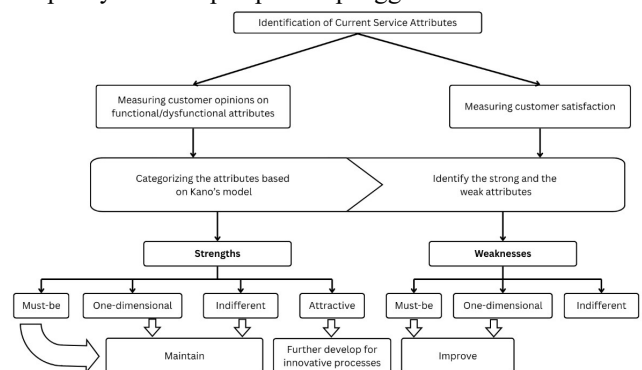 Identification of Current Service Attributes
Measuring customer opinions on
functional/dysfunctional attributes
Measuring customer satisfaction
Categorizing the attributes based
on Kano's model
Identify the strong and the
weak attributes
Strengths
Weaknesses
Must-be
One-dimensional
Indifferent
Attractive
Must-be
One-dimensional
Indifferent
Maintain
Further develop for
innovative processes
Improve